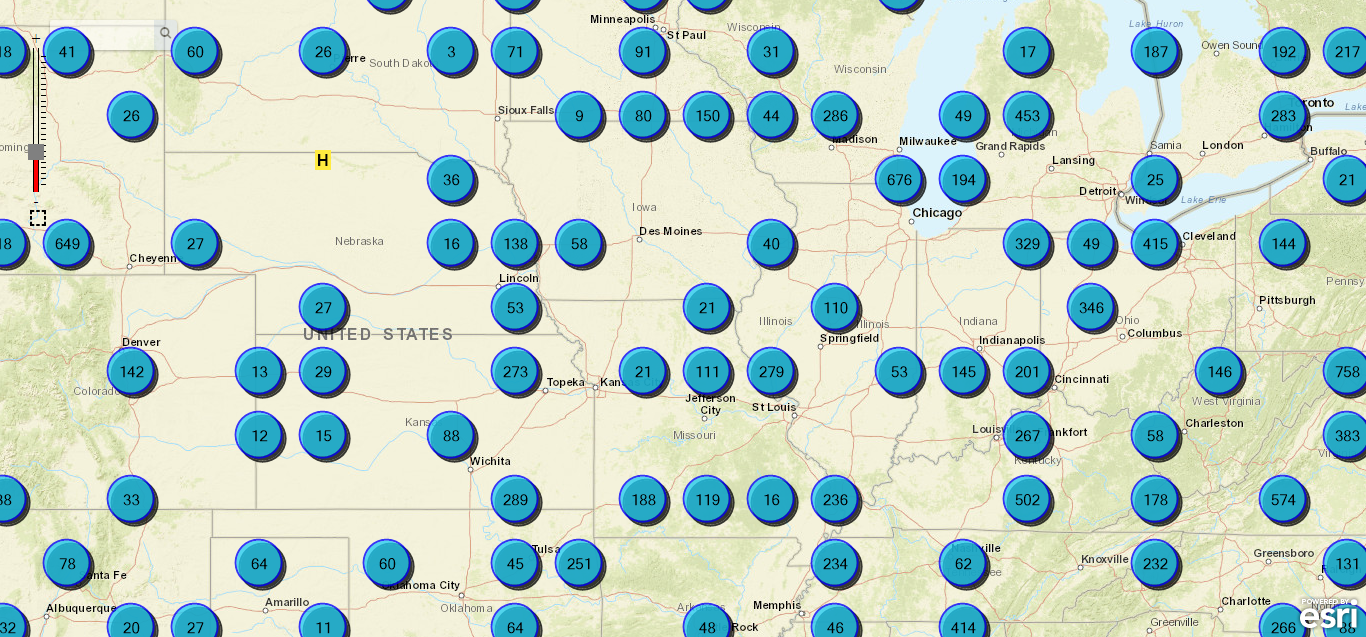 Minneapolis
St Paul
Wisconsin
Lake Huron
Owen Sound
18 41 60 26 3 71 91 31 17 187 192 217
South Dakota
Wisconsin
Sioux Falls
Toronto
26 9 80 150 44 286 49 453 283
Madison Milwaukee
Grand Rapids Sarnia London Buffalo
H
Lansing
36 676 194 25 21
Detroit
Lake Erie
Iowa
Chicago
Des Moines Cleveland
Nebraska
18 649 27 16 138 58 40 329 49 415 144
Cheyenn
Lincoln
Pennsy
Pittsburgh
27 53 21 110 346
Illinois Illinois Indiana Ohio
UNITED STATES
Columbus
Denver Springfield Indianapolis
142 13 29 273 21 111 279 53 145 201 146 758
Topeka Cincinnati
Colorado
Jefferson
City
St Louis
West Virginia
Kans
Charleston
12 15 88 267 58 383
Missouri
Kentucky
Wichita
33 289 188 119 16 236 502 178 574
Tulsa
Nashville
Greensboro
Knoxville
78 64 60 45 251 234 62 232 131
anta Fe
Oklahoma City
Amarillo
Albuquerque Oklahoma Memphis Charlotte
Greenville
POWERED BY
esri
32 20 27 11 64 48 Rock 46 414 266